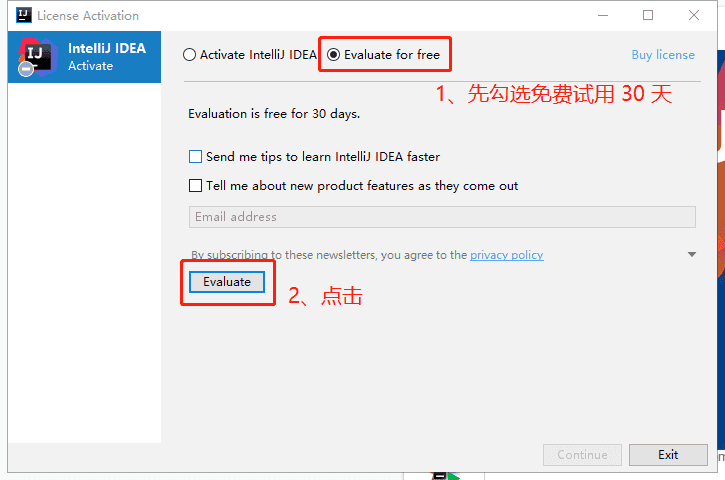 License Activation
IntelliJ IDEA
Activate
Activate IntelliJ IDEA
Evaluate for free
Buy license
1、先勾选免费试用 30 天
Evaluation is free for 30 days.
Send me tips to learn IntelliJ IDEA faster
Tell me about new product features as they come out
Email address
By subscribing to these newsletters, you agree to the privacy policy
Evaluate
2、点击
Continue
Exit